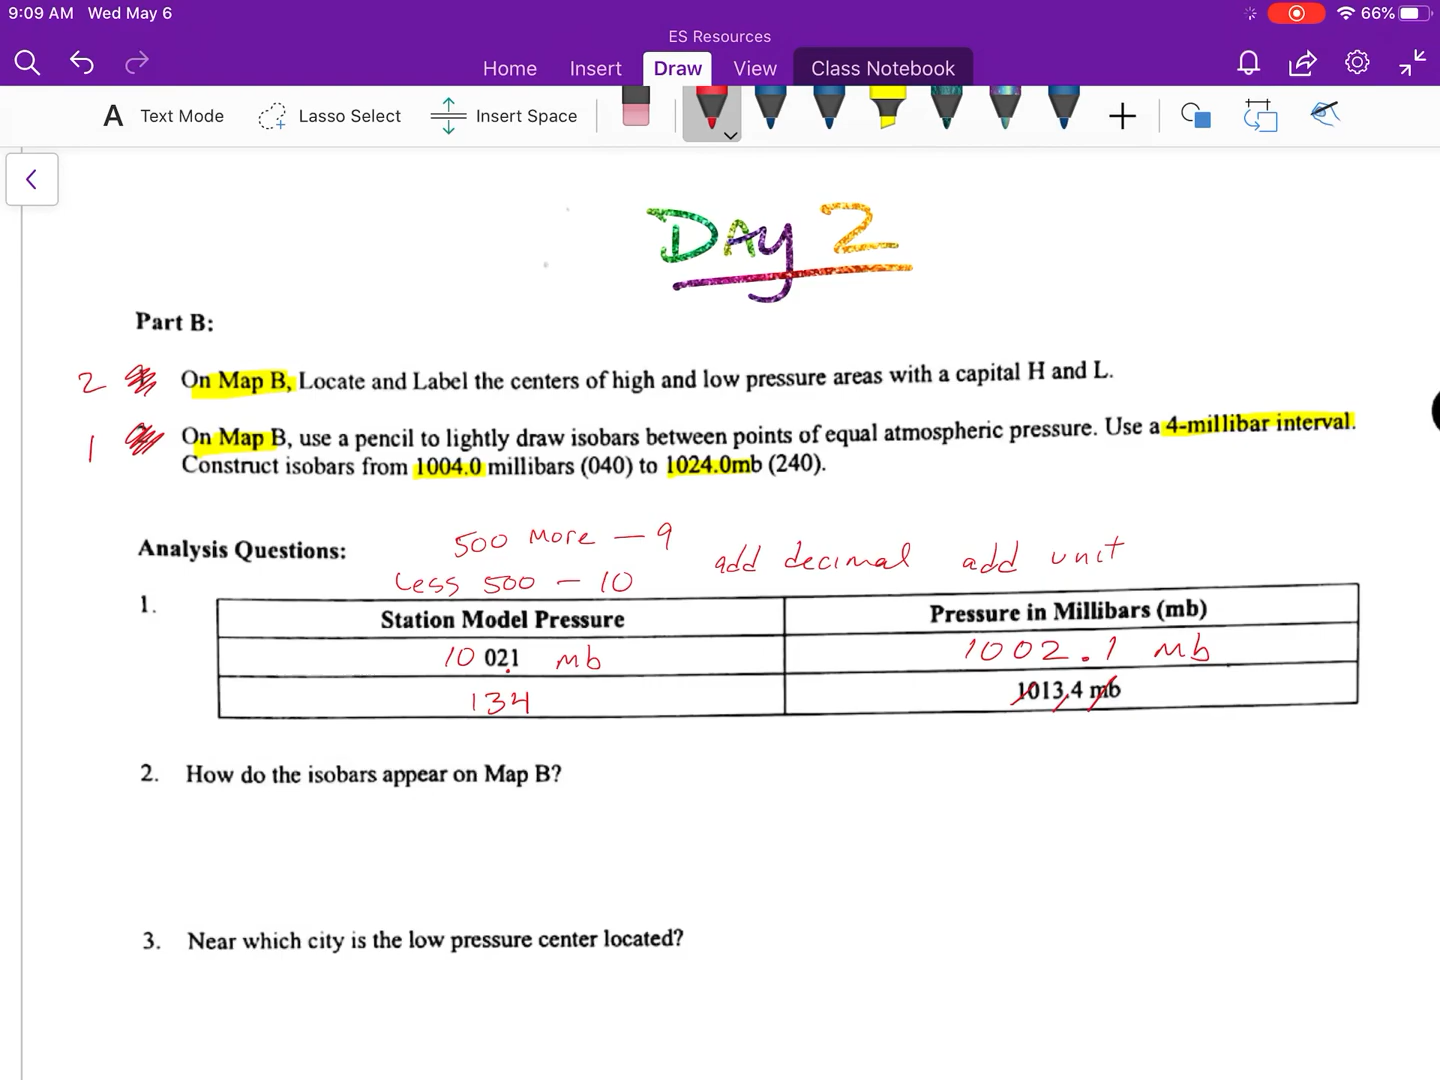 9:09 AM Wed May 6
66%
ES Resources
Home Insert Draw View Class Notebook
A Text Mode Lasso Select Insert Space
Day 2
Part B:
2 On Map B, Locate and Label the centers of high and low pressure areas with a capital H and L.
1 On Map B, use a pencil to lightly draw isobars between points of equal atmospheric pressure. Use a 4-millibar interval.
Construct isobars from 1004.0 millibars (040) to 1024.0mb (240).
500 more — 9
Analysis Questions:
add decimal add unit
Less 500 — 10
1.
Station Model Pressure Pressure in Millibars (mb)
10 02.1 mb 1002.1 mb
134 1013.4 mb
2. How do the isobars appear on Map B?
3. Near which city is the low pressure center located?